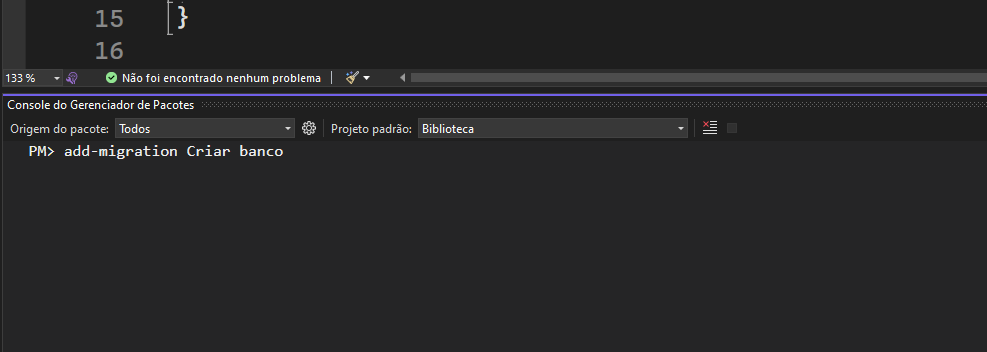 15 }
16
133 % Não foi encontrado nenhum problema
Console do Gerenciador de Pacotes
Origem do pacote: Todos Projeto padrão: Biblioteca
PM> add-migration Criar banco